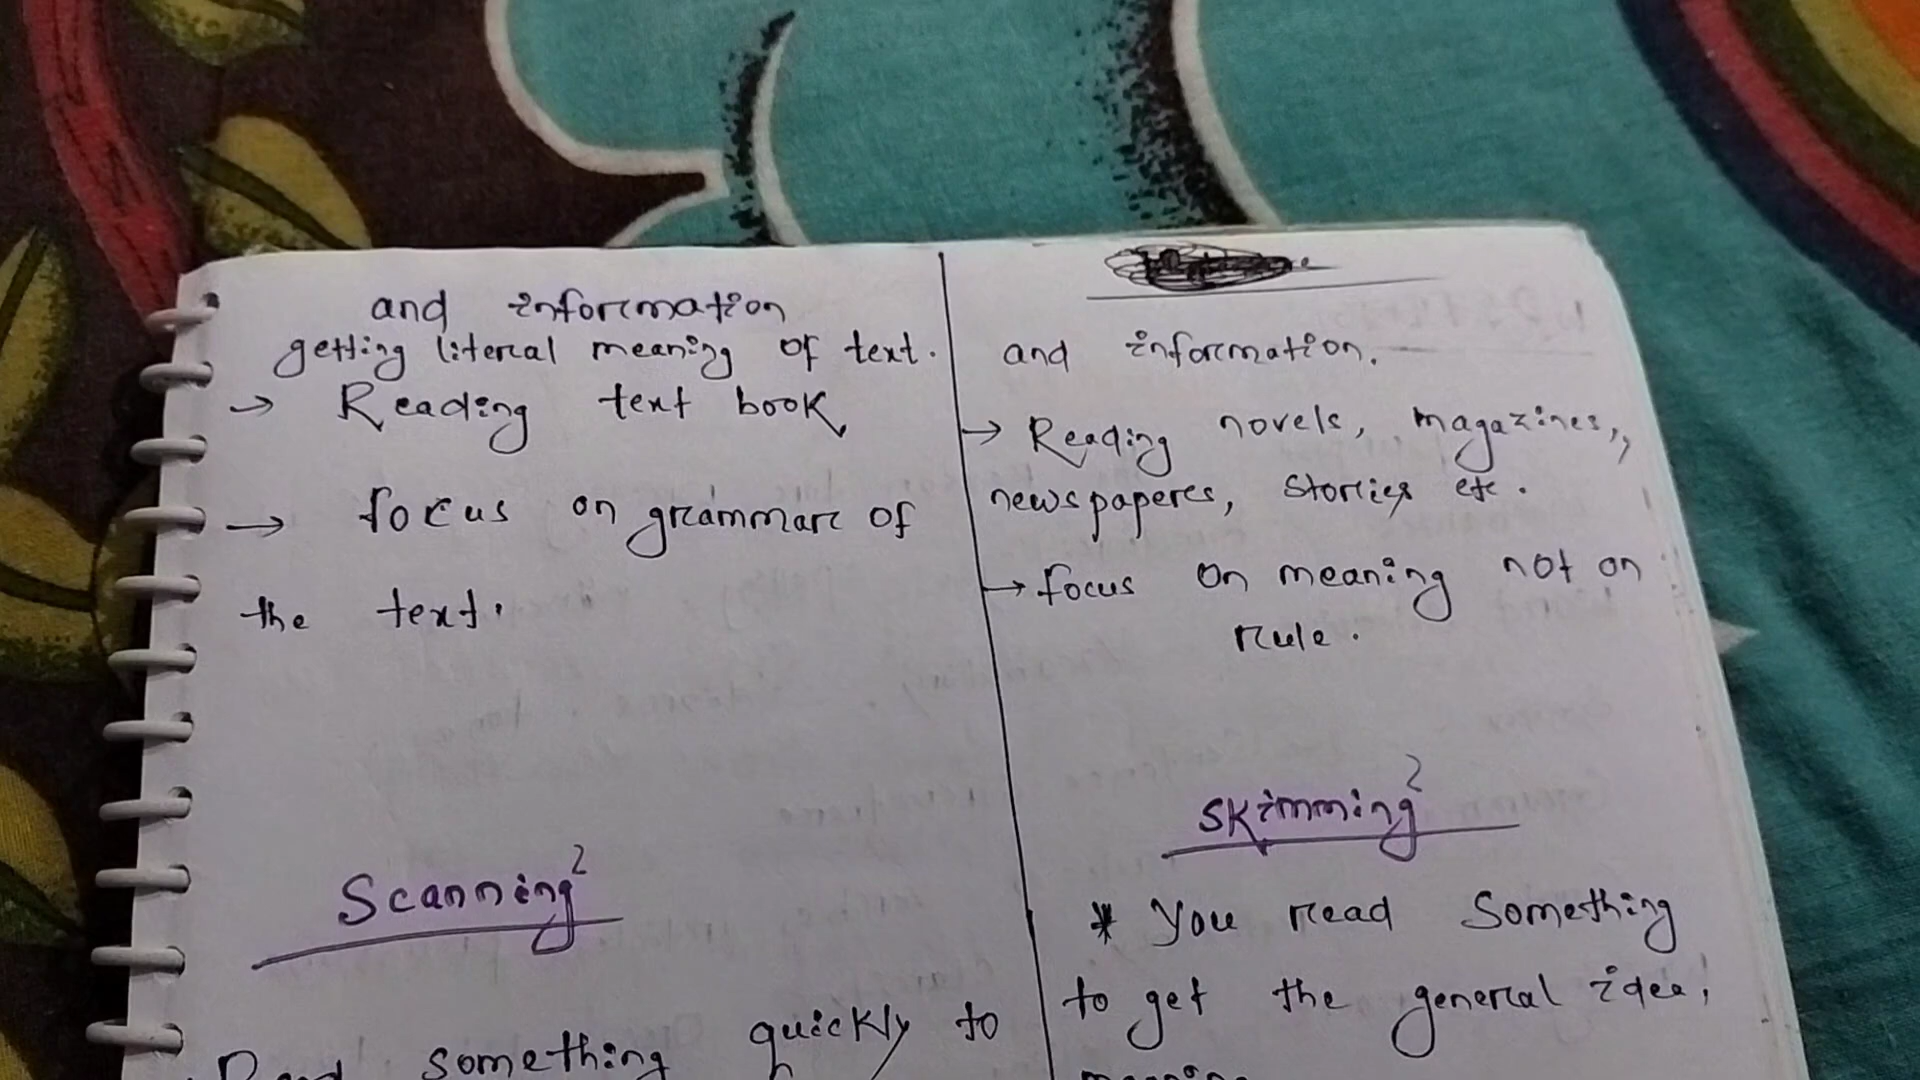 and information
getting literal meaning of text.
→ Reading text book
→ focus on grammar of
the text.
Scanning
Read something quickly to
and information.
→ Reading novels, magazines,,
newspapers, stories etc.
→ focus on meaning not on
rule.
Skimming
* You read something
to get the general idea,
meaning